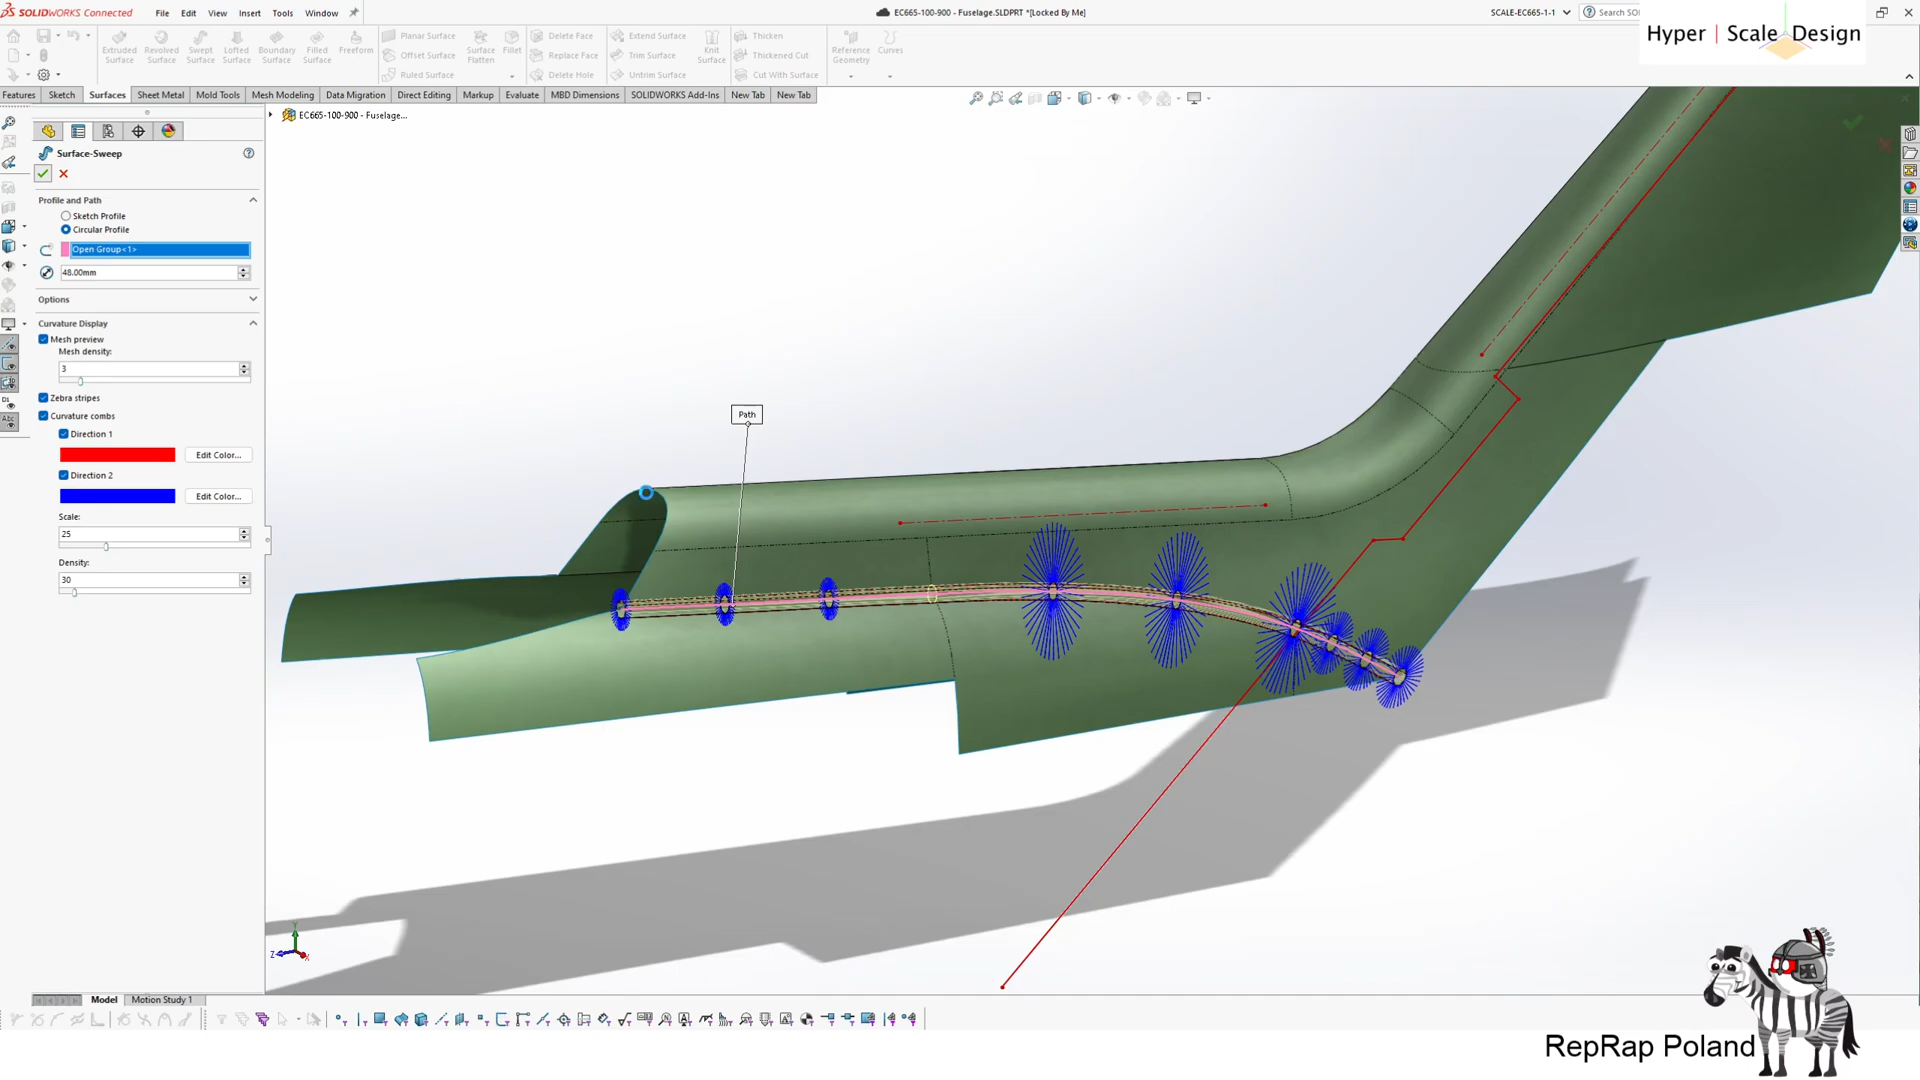 SOLIDWORKS Connected File Edit View Insert Tools Window EC665-100-900 - Fuselage.SLDPRT *[Locked By Me] SCALE-EC665-1-1 Search SO
Hyper | Scale Design
Extruded Surface
Revolved Surface
Swept Surface
Lofted Surface
Boundary Surface
Filled Surface
Freeform
Planar Surface
Offset Surface
Ruled Surface
Surface Flatten
Fillet
Delete Face
Replace Face
Delete Hole
Extend Surface
Trim Surface
Untrim Surface
Knit Surface
Thicken
Thickened Cut
Cut With Surface
Reference Geometry
Curves
Features Sketch Surfaces Sheet Metal Mold Tools Mesh Modeling Data Migration Direct Editing Markup Evaluate MBD Dimensions SOLIDWORKS Add-Ins New Tab New Tab
EC665-100-900 - Fuselage...
Surface-Sweep
Profile and Path
Sketch Profile
Circular Profile
Open Group<1>
48.00mm
Options
Curvature Display
Mesh preview
Mesh density:
3
Zebra stripes
Curvature combs
Direction 1
Edit Color...
Direction 2
Edit Color...
Scale:
25
Density:
30
Path
Y
Z
X
Model Motion Study 1
RepRap Poland